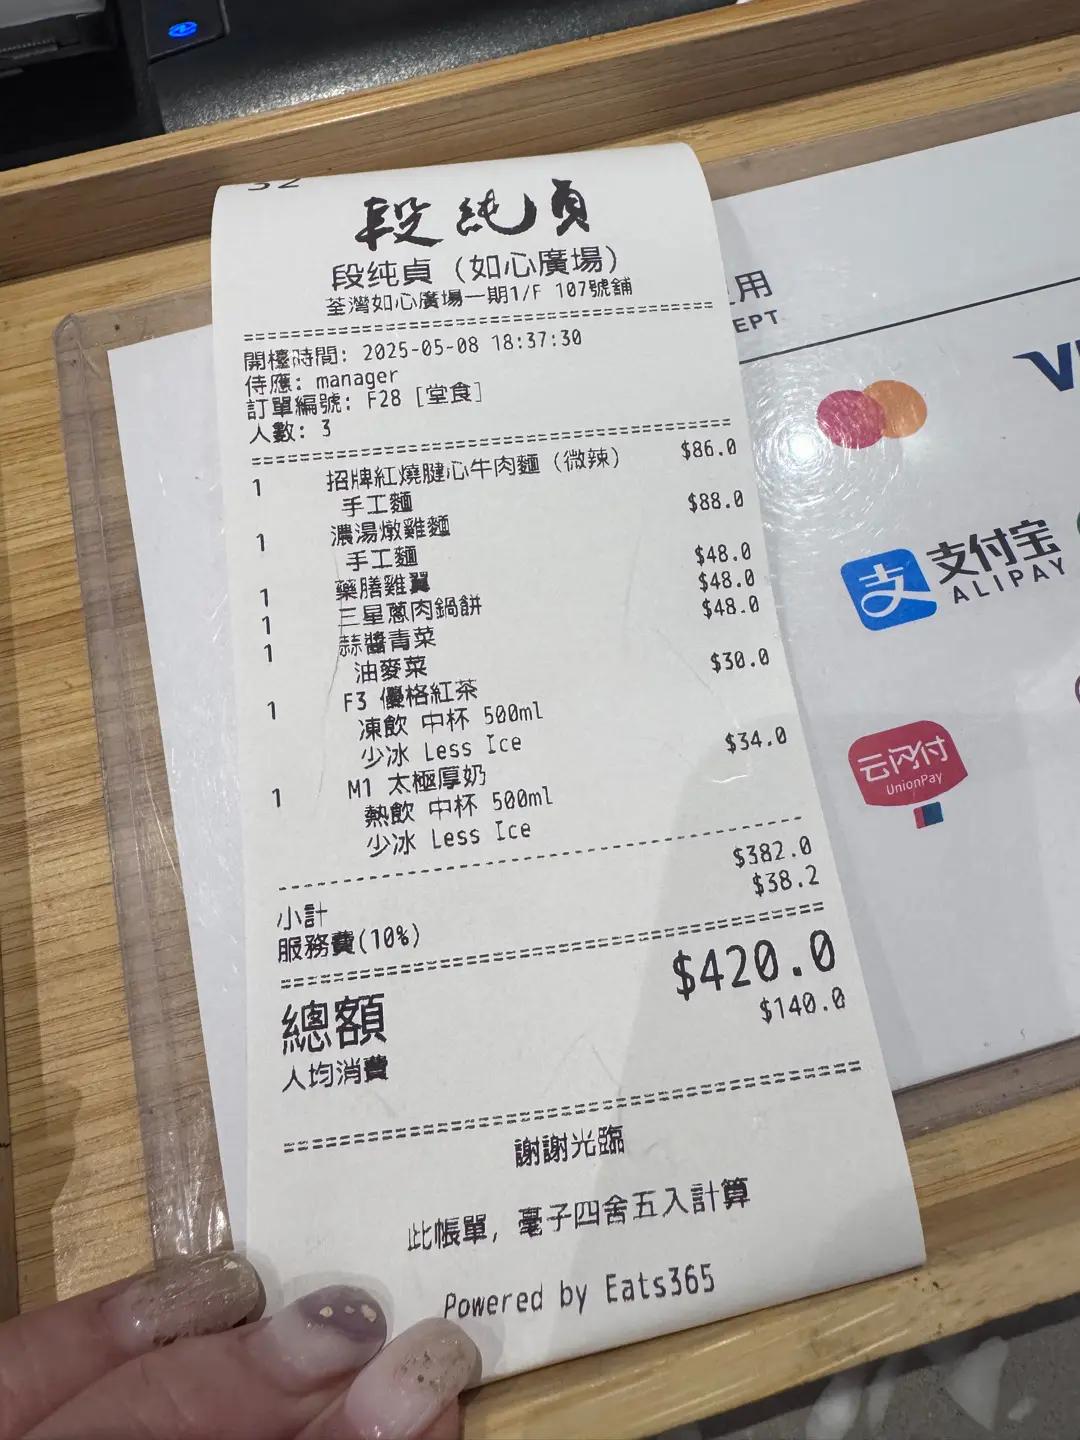 32
段純貞
段純貞 (如心廣場)
荃灣如心廣場一期1/F 107號舖
開檯時間: 2025-05-08 18:37:30
侍應: manager
訂單編號: F28 [堂食]
人數: 3
1 招牌紅燒腱心牛肉麵 (微辣) $86.0
手工麵
1 濃湯燉雞麵 $88.0
手工麵
1 藥膳雞翼 $48.0
1 三星蔥肉鍋餅 $48.0
1 蒜醬青菜 $48.0
油麥菜
1 F3 優格紅茶 $30.0
凍飲 中杯 500ml
少冰 Less Ice
1 M1 太極厚奶 $34.0
熱飲 中杯 500ml
少冰 Less Ice
小計 $382.0
服務費(10%) $38.2
總額 $420.0
人均消費 $140.0
謝謝光臨
此帳單, 毫子四舍五入計算
Powered by Eats365
用
EPT
支付宝
ALIPAY
云闪付
UnionPay